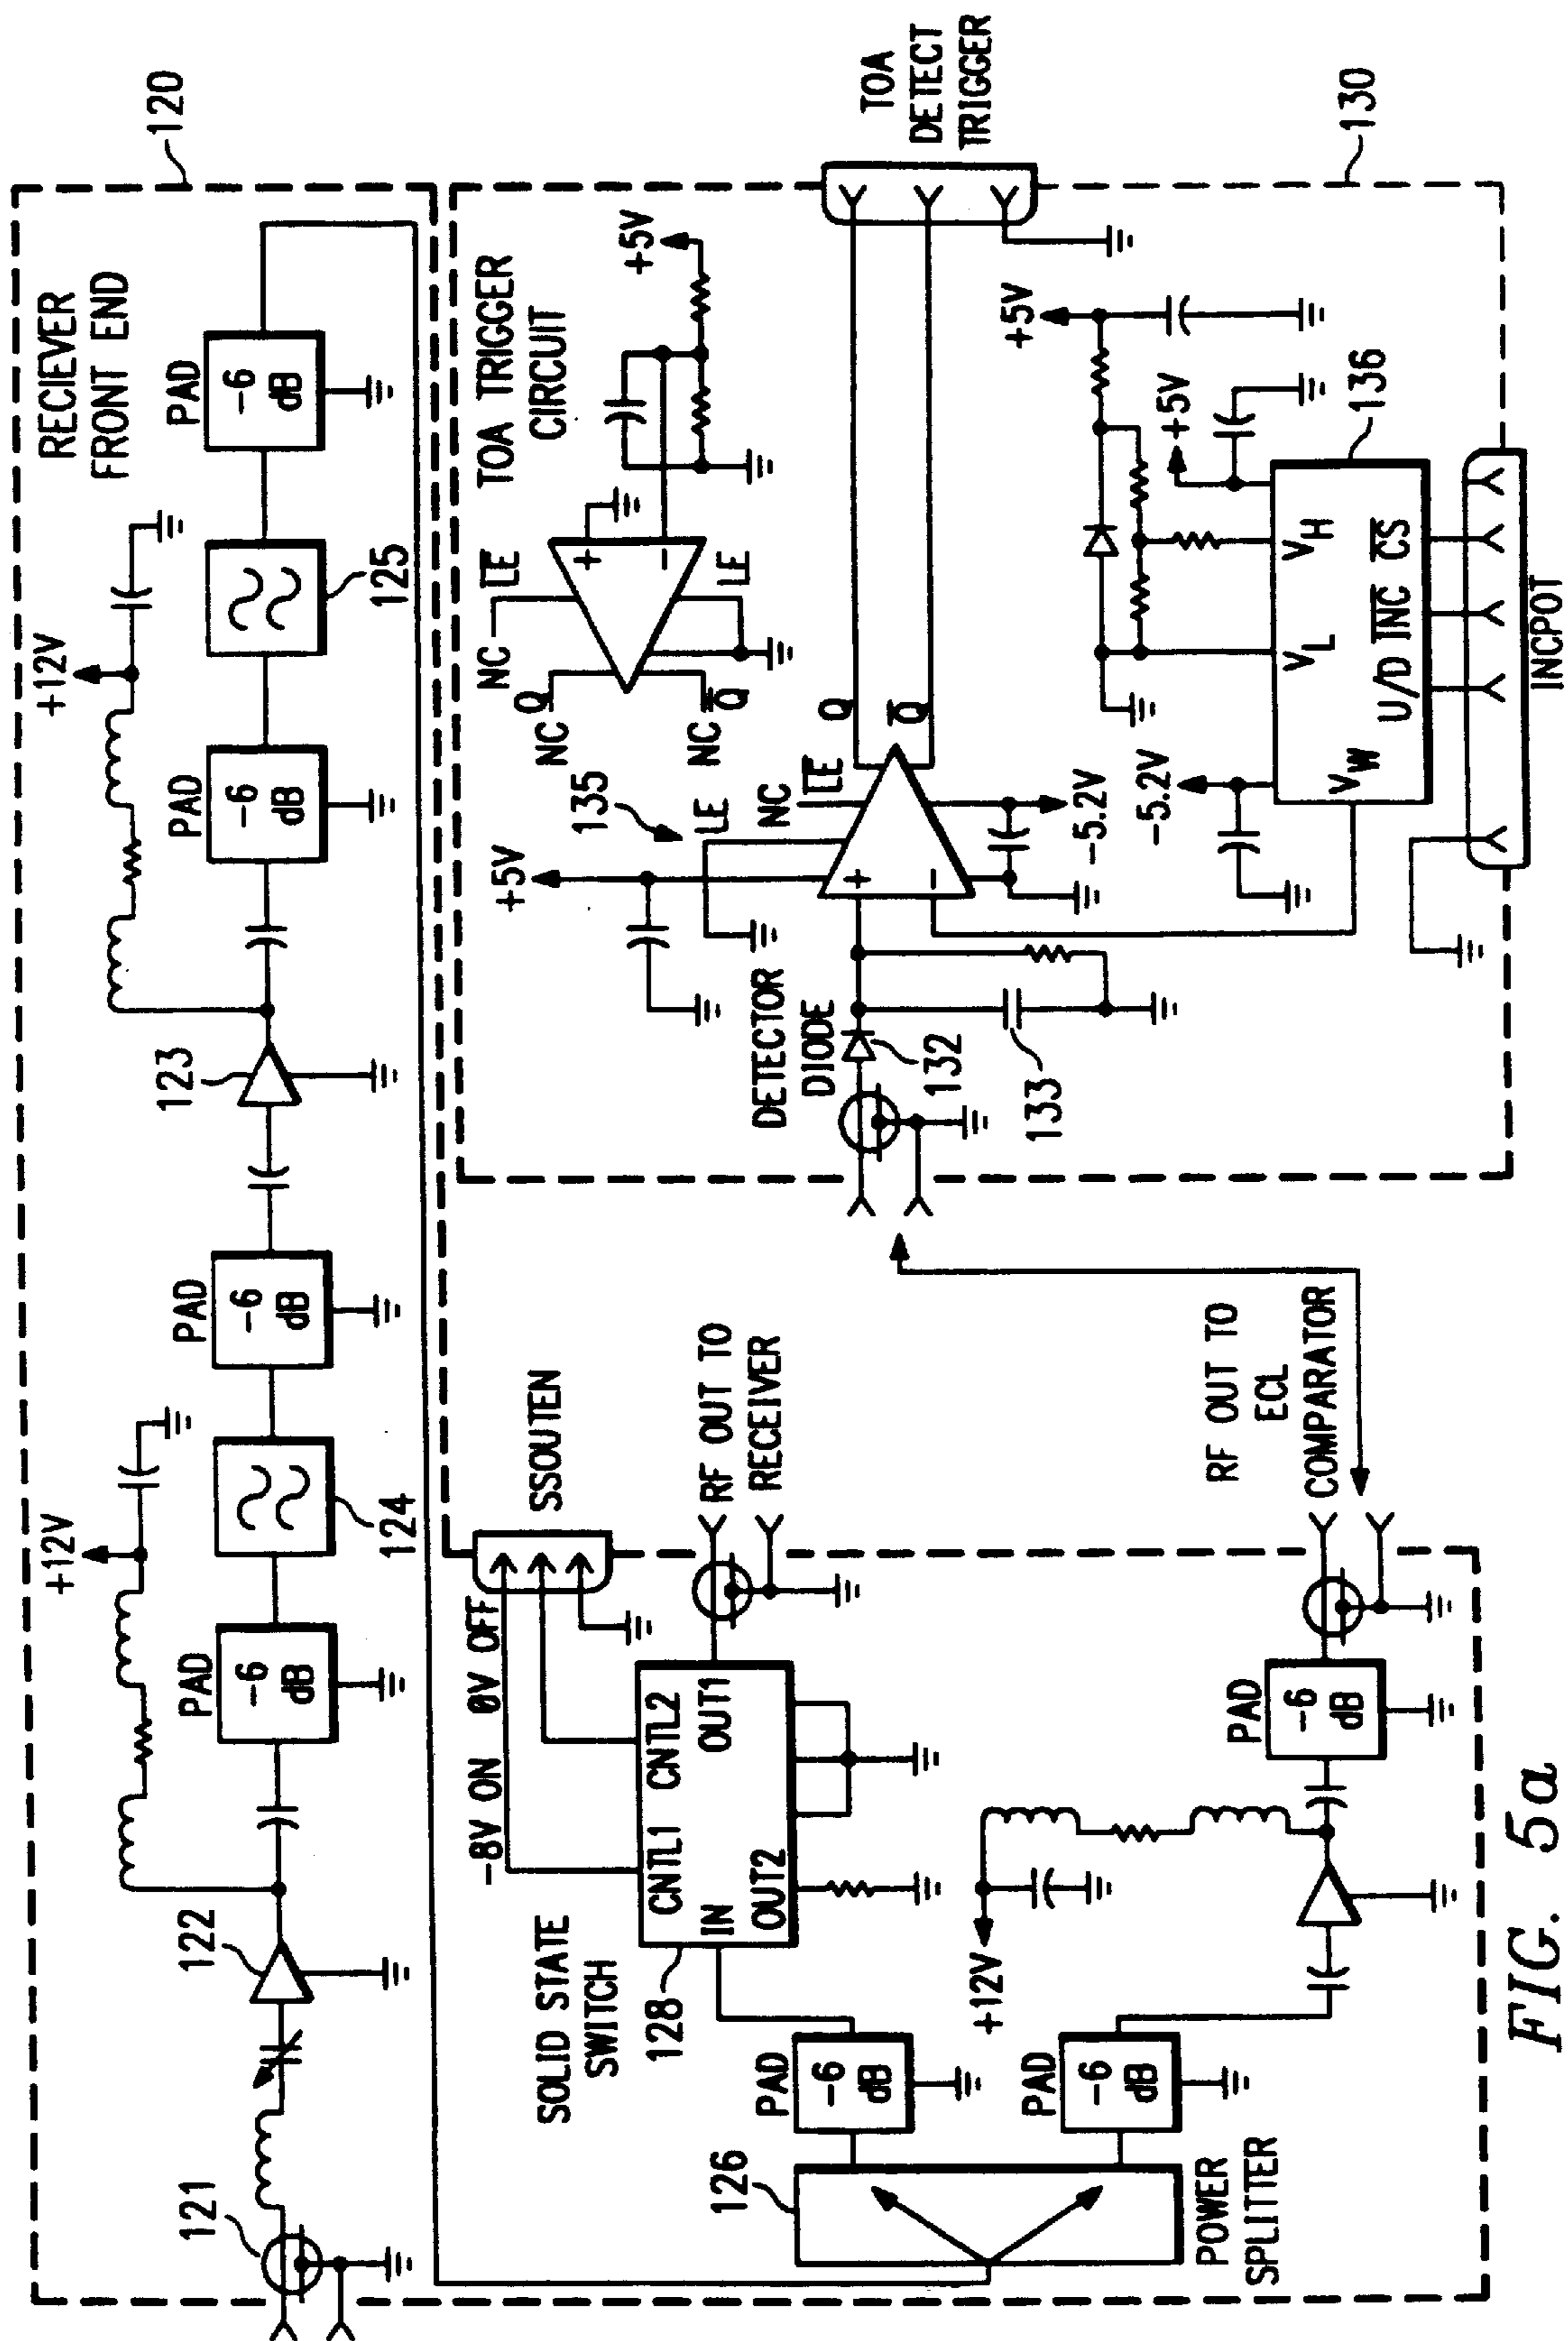 120
RECIEVER
FRONT END
121
122
+12V
PAD
-6
dB
124
PAD
-6
dB
123
+12V
PAD
-6
dB
125
PAD
-6
dB
126
POWER
SPLITTER
PAD
-6
dB
PAD
-6
dB
SOLID STATE
SWITCH
128
-8V ON 0V OFF
CNTL1 CNTL2
IN
OUT1
OUT2
SSOUTEN
RF OUT TO
RECEIVER
+12V
PAD
-6
dB
RF OUT TO
ECL
COMPARATOR
TOA TRIGGER
CIRCUIT
+5V
NC
LE
+
-
LE
NC Q
NC Q
DETECTOR
DIODE
132
133
+5V
135
LE
NC
LE
+
-
Q
Q
-5.2V
TOA
DETECT
TRIGGER
130
+5V
+5V
-5.2V
136
VL
VH
VW
U/D INC CS
INCPOT
FIG. 5a